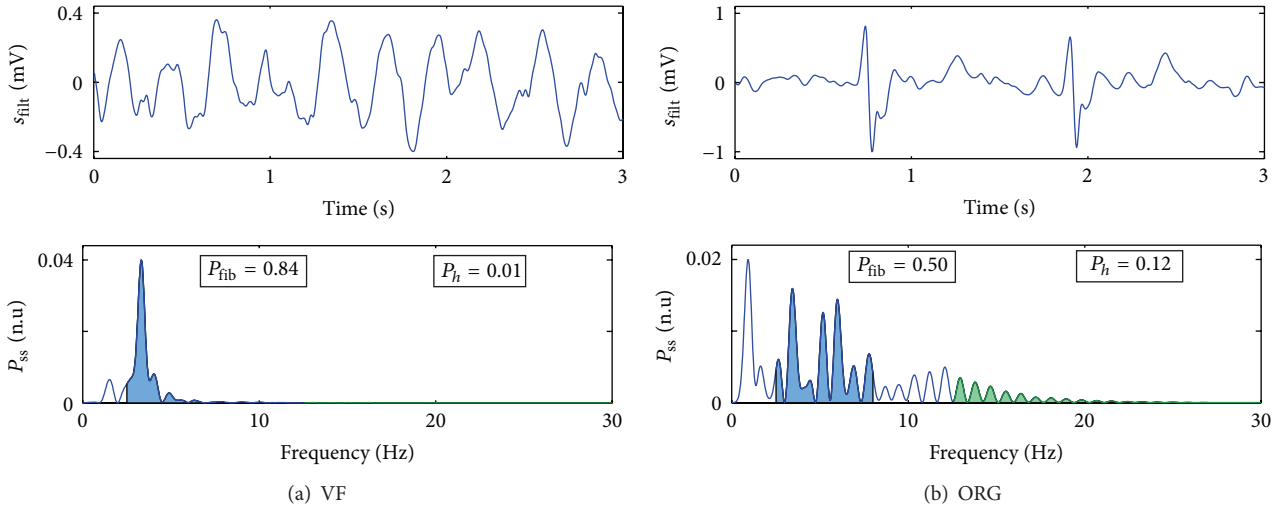 0.4
0
−0.4
s_filt (mV)
0 1 2 3
Time (s)
1
0
−1
s_filt (mV)
0 1 2 3
Time (s)
0.04
0
P_ss (n.u)
P_fib = 0.84
P_h = 0.01
0 10 20 30
Frequency (Hz)
(a) VF
0.02
0
P_ss (n.u)
P_fib = 0.50
P_h = 0.12
0 10 20 30
Frequency (Hz)
(b) ORG